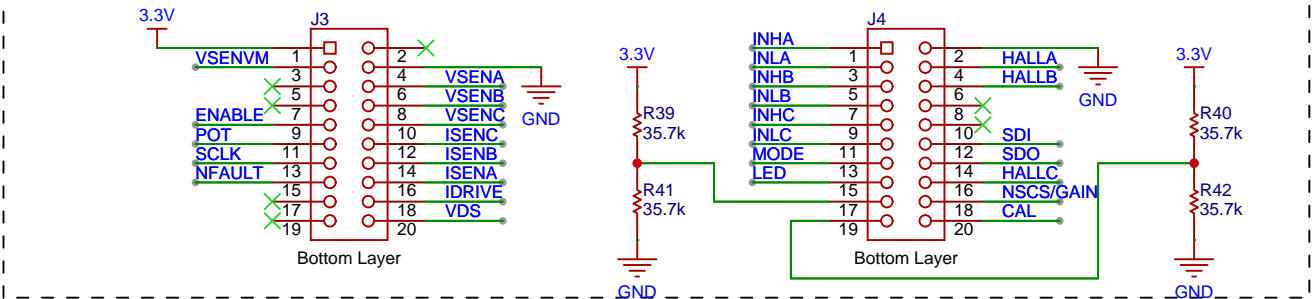 J3
3.3V
1
2
VSENVM
3
4
VSENA
5
6
VSENB
7
8
VSENC
ENABLE
9
10
ISENC
POT
11
12
ISENB
SCLK
13
14
ISENA
NFAULT
15
16
IDRIVE
17
18
VDS
19
20
GND
Bottom Layer
3.3V
R39
35.7k
R41
35.7k
GND
J4
INHA
1
2
HALLA
INLA
3
4
HALLB
INHB
5
6
INLB
7
8
INHC
9
10
SDI
INLC
11
12
SDO
MODE
13
14
HALLC
LED
15
16
NSCS/GAIN
17
18
CAL
19
20
GND
Bottom Layer
3.3V
R40
35.7k
R42
35.7k
GND